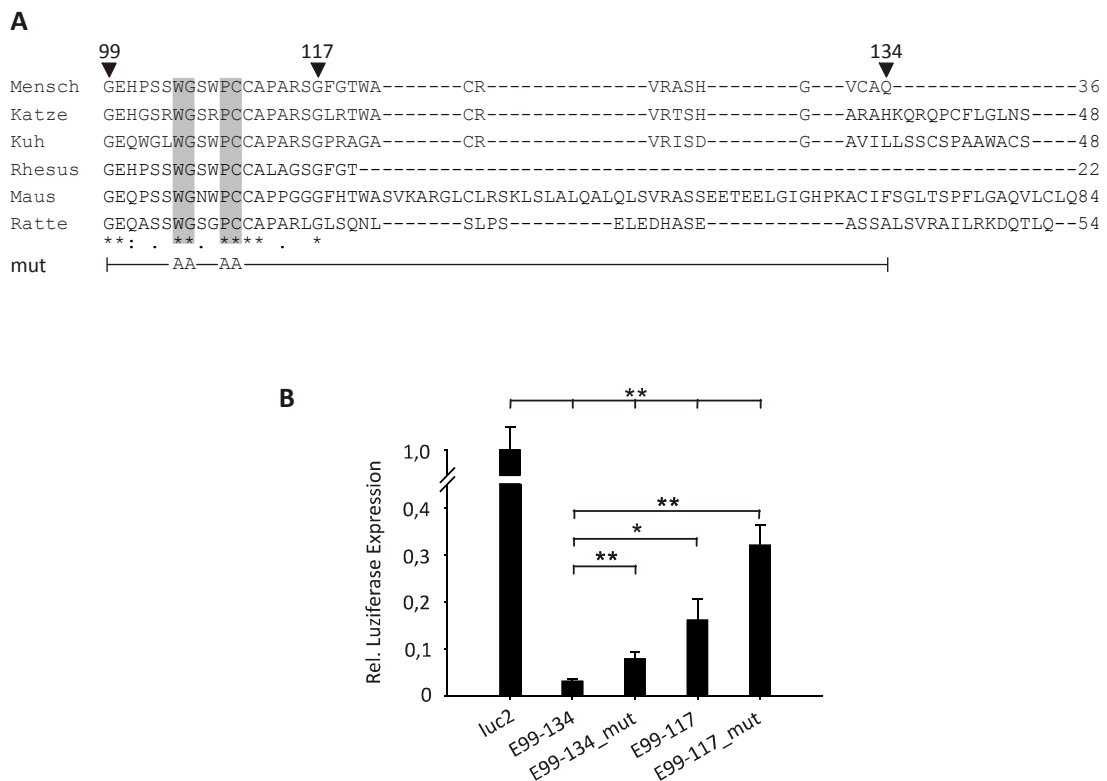 A
99 117 134
Mensch GEHPSSWGSWPCCAPARSGFGTWA-------CR--------------VRASH--------G---VCAQ----------------36
Katze GEHGSRWGSRPCCAPARSGLRTWA-------CR--------------VRTSH--------G---ARAHKQRQPCFLGLNS----48
Kuh GEQWGLWGSWPCCAPARSGPRAGA-------CR--------------VRISD--------G---AVILLSSCSPAAWACS----48
Rhesus GEHPSSWGSWPCCALAGSGFGT--------------------------------------------------------------22
Maus GEQPSSWGNWPCCAPPGGGFHTWASVKARGLCLRSKLSLALQALQLSVRASSEETEELGIGHPKACIFSGLTSPFLGAQVLCLQ84
Ratte GEQASSWGSGPCCAPARLGLSQNL-------SLPS---------ELEDHASE------------ASSALSVRAILRKDQTLQ--54
**: . **. **** . *
mut AA AA
B
**
1,0
0,4
0,3
0,2
0,1
0
Rel. Luziferase Expression
**
*
**
luc2
E99-134
E99-134_mut
E99-117
E99-117_mut